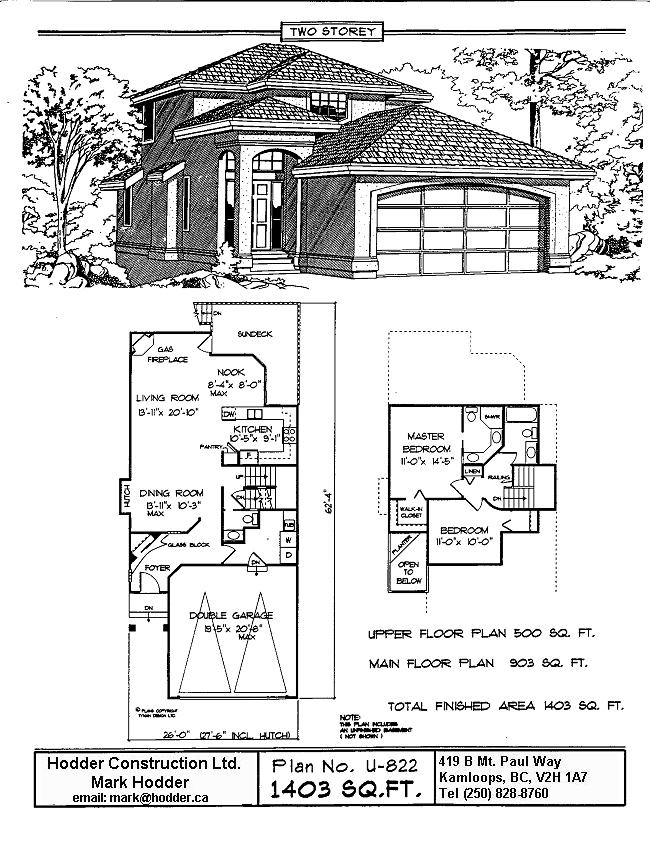 TWO STOREY
DN
SUNDECK
GAS
FIREPLACE
NOOK
8'-4" x 8'-0"
MAX
LIVING ROOM
13'-11" x 20'-10"
DW
KITCHEN
10'-5" x 9'-1"
PANTRY
F.
UP
HUTCH
DINING ROOM
13'-11" x 10'-3"
MAX
DN
62'-4"
GLASS BLOCK
W
D
FOYER
DN
DN
DOUBLE GARAGE
19'-5" x 20'-8"
MAX
© PLANS COPYRIGHT
TYNAN DESIGN LTD.
26'-0" (27'-6" INCL. HUTCH)
SHWR
MASTER
BEDROOM
11'-0" x 14'-5"
LINEN
RAILING
DN
WALK-IN
CLOSET
BEDROOM
11'-0" x 10'-0"
PLANTER
OPEN
TO
BELOW
UPPER FLOOR PLAN 500 SQ. FT.
MAIN FLOOR PLAN 903 SQ. FT.
TOTAL FINISHED AREA 1403 SQ. FT.
NOTE:
THIS PLAN INCLUDES
AN UNFINISHED BASEMENT
( NOT SHOWN )
Hodder Construction Ltd.
Mark Hodder
email: mark@hodder.ca
Plan No. U-822
1403 SQ.FT.
419 B Mt. Paul Way
Kamloops, BC, V2H 1A7
Tel (250) 828-8760